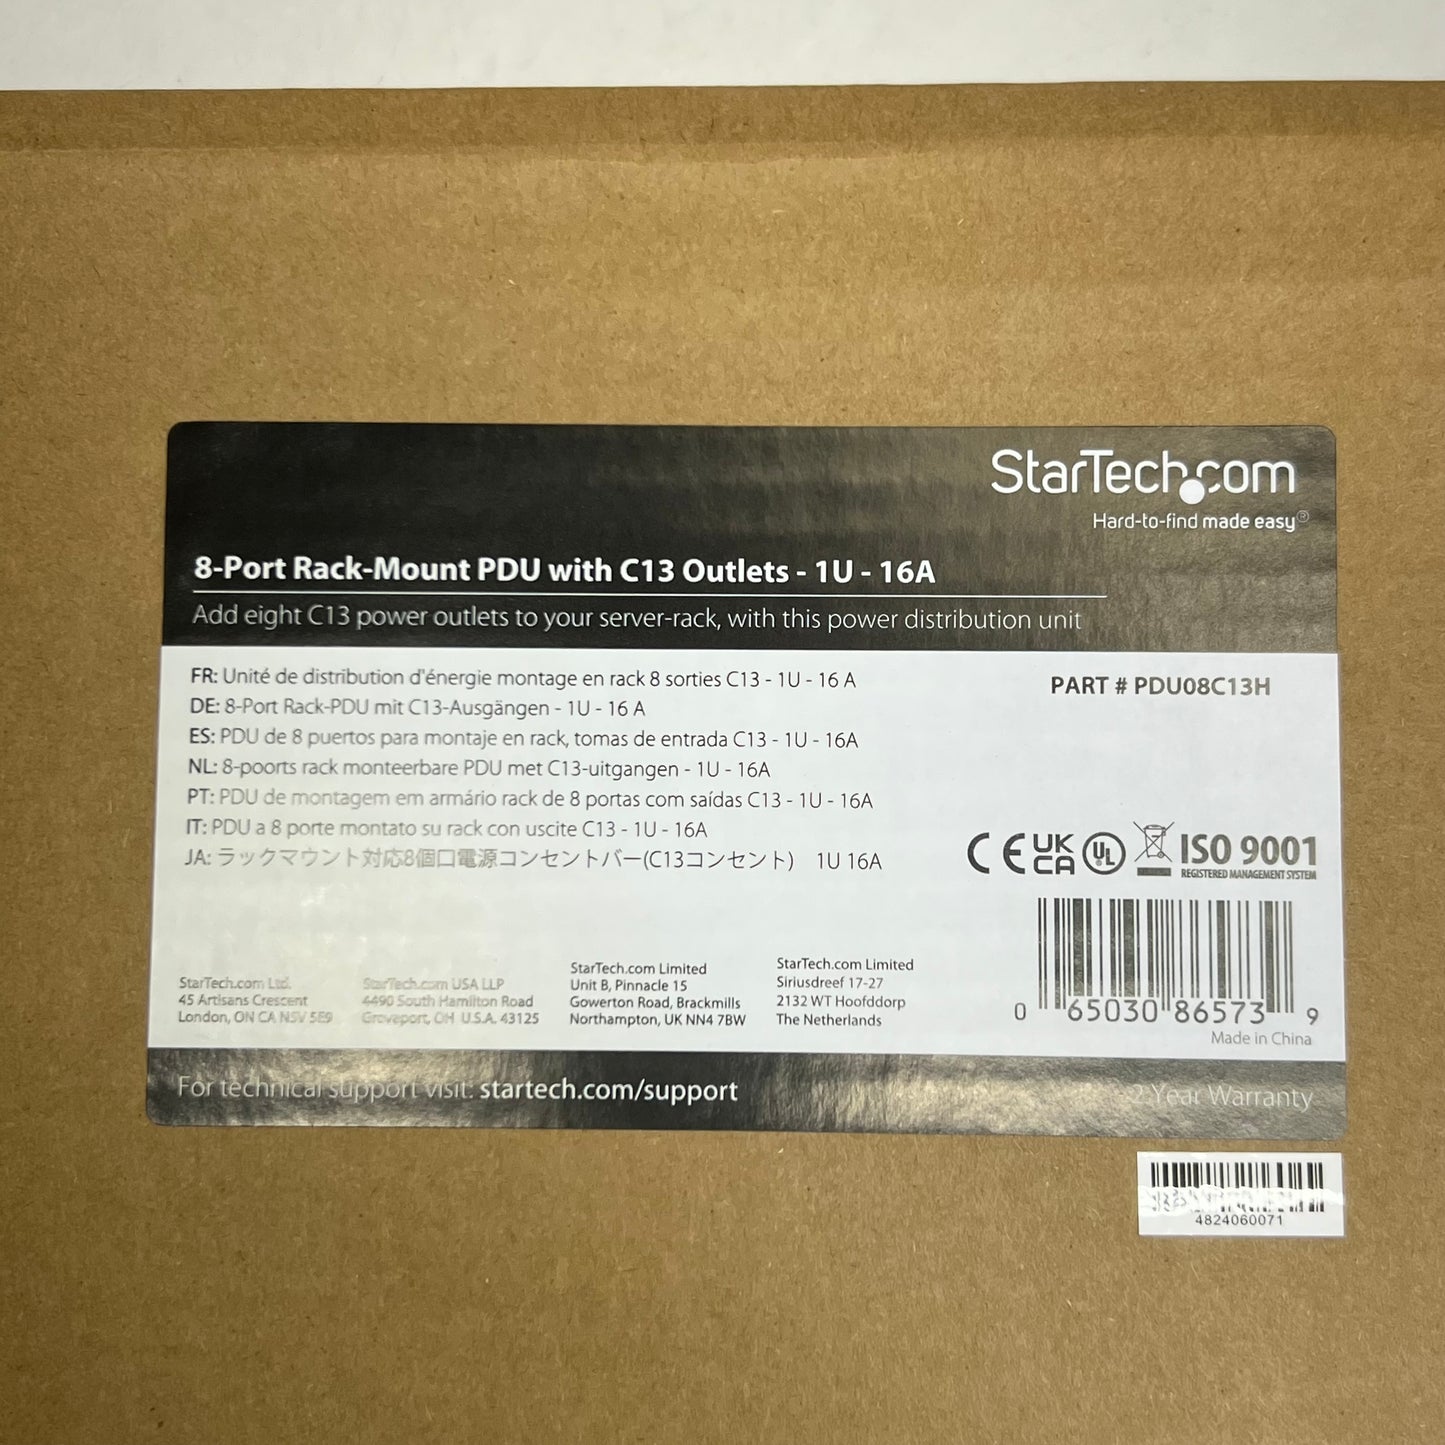 StarTech.com
Hard-to-find made easy®
8-Port Rack-Mount PDU with C13 Outlets - 1U - 16A
Add eight C13 power outlets to your server-rack, with this power distribution unit
FR: Unité de distribution d'énergie montage en rack 8 sorties C13 - 1U - 16 A
DE: 8-Port Rack-PDU mit C13-Ausgängen - 1U - 16 A
ES: PDU de 8 puertos para montaje en rack, tomas de entrada C13 - 1U - 16A
NL: 8-poorts rack monteerbare PDU met C13-uitgangen - 1U - 16A
PT: PDU de montagem em armário rack de 8 portas com saídas C13 - 1U - 16A
IT: PDU a 8 porte montato su rack con uscite C13 - 1U - 16A
JA: ラックマウント対応8個口電源コンセントバー(C13コンセント) 1U 16A
PART # PDU08C13H
CE UK CA UL ISO 9001
REGISTERED MANAGEMENT SYSTEM
StarTech.com Ltd.
45 Artisans Crescent
London, ON CA N5V 5E9
StarTech.com USA LLP
4490 South Hamilton Road
Groveport, OH U.S.A. 43125
StarTech.com Limited
Unit B, Pinnacle 15
Gowerton Road, Brackmills
Northampton, UK NN4 7BW
StarTech.com Limited
Siriusdreef 17-27
2132 WT Hoofddorp
The Netherlands
0 65030 86573 9
Made in China
For technical support visit: startech.com/support
2 Year Warranty
4824060071